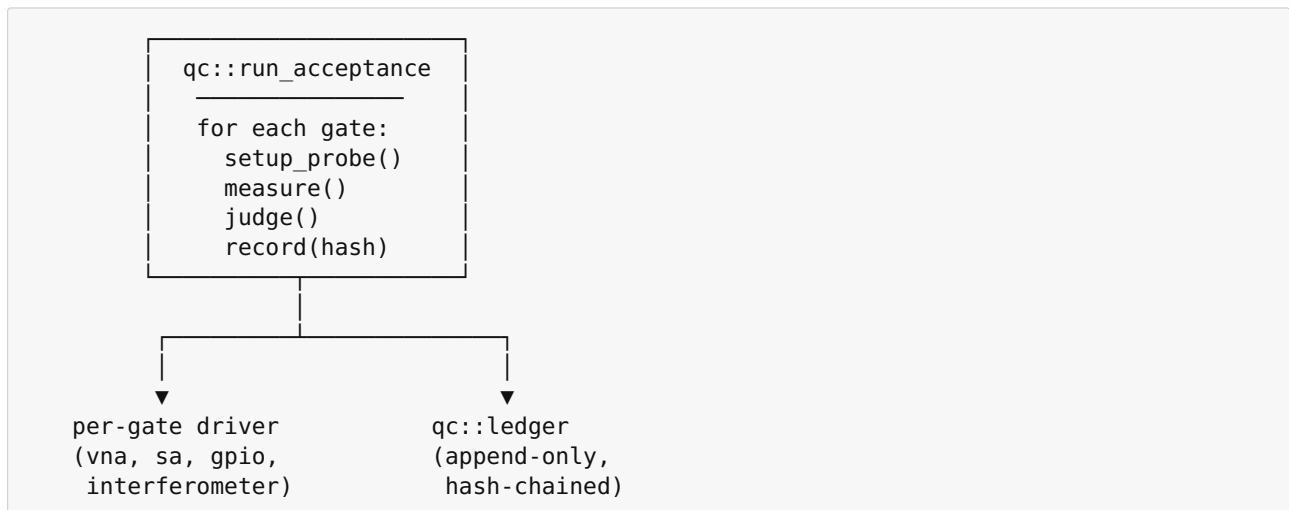 qc::run_acceptance
for each gate:
setup_probe()
measure()
judge()
record(hash)
per-gate driver qc::ledger
(vna, sa, gpio, (append-only,
interferometer) hash-chained)